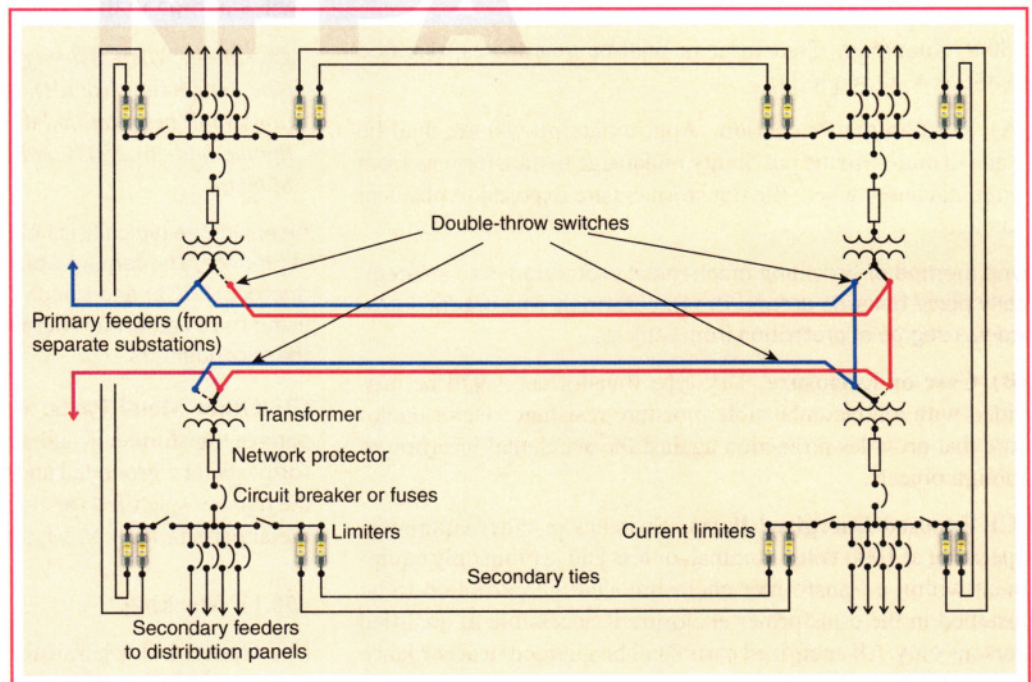 NFPA
Double-throw switches
Primary feeders (from
separate substations)
Transformer
Network protector
Circuit breaker or fuses
Limiters
Current limiters
Secondary ties
Secondary feeders
to distribution panels